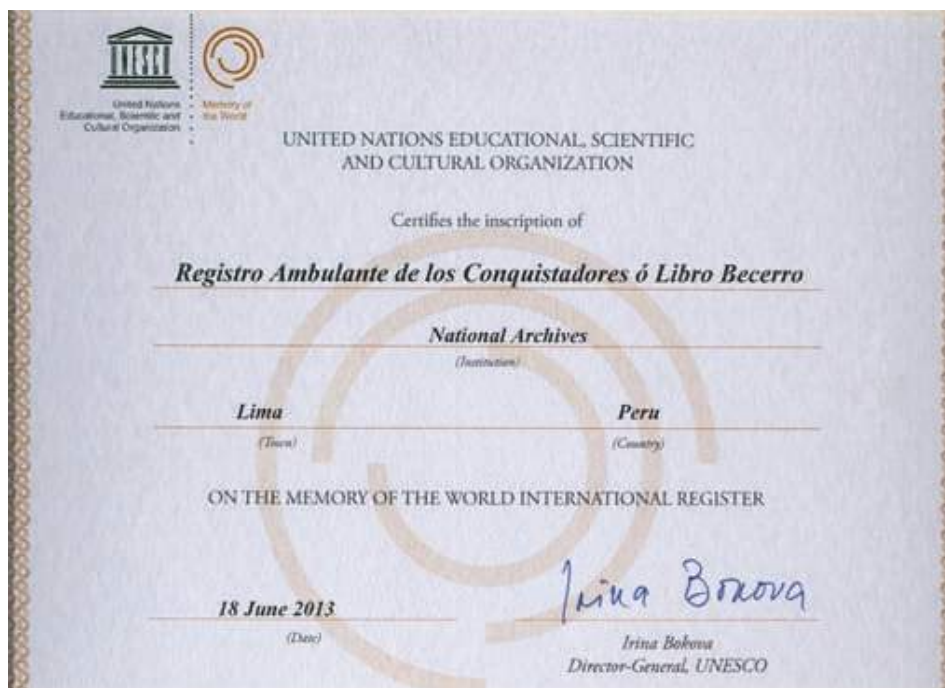 UNESCO
United Nations
Educational, Scientific and
Cultural Organization
Memory of
the World
UNITED NATIONS EDUCATIONAL, SCIENTIFIC
AND CULTURAL ORGANIZATION
Certifies the inscription of
Registro Ambulante de los Conquistadores ó Libro Becerro
National Archives
(Institution)
Lima
Peru
(Town)
(Country)
ON THE MEMORY OF THE WORLD INTERNATIONAL REGISTER
Irina Bokova
18 June 2013
(Date)
Irina Bokova
Director-General, UNESCO